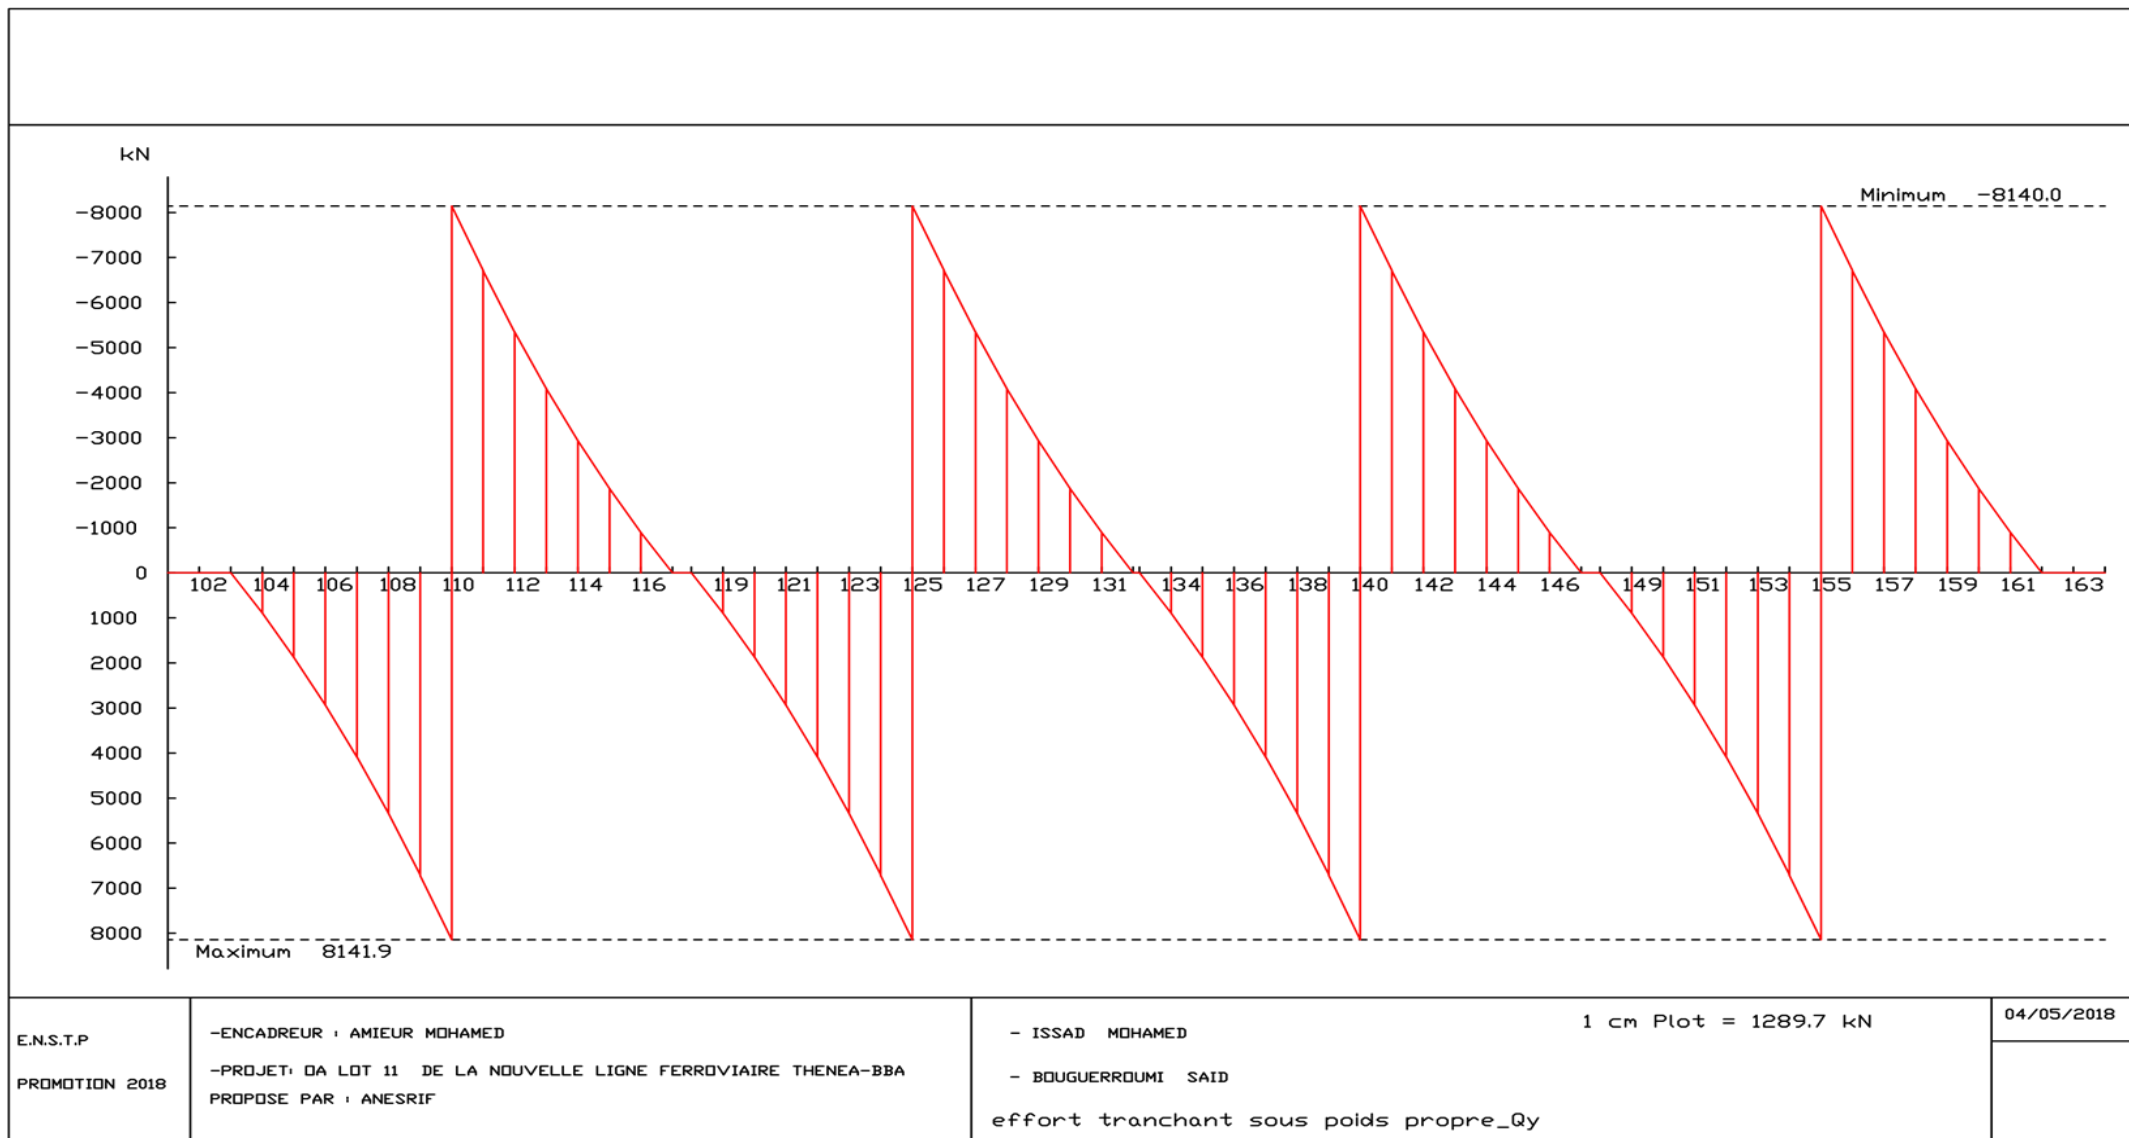 kN
Minimum -8140.0
-8000
-7000
-6000
-5000
-4000
-3000
-2000
-1000
0
102 104 106 108 110 112 114 116 119 121 123 125 127 129 131 134 136 138 140 142 144 146 149 151 153 155 157 159 161 163
1000
2000
3000
4000
5000
6000
7000
8000
Maximum 8141.9
E.N.S.T.P
PROMOTION 2018
-ENCADREUR : AMIEUR MOHAMED
-PROJET: OA LOT 11 DE LA NOUVELLE LIGNE FERROVIAIRE THENEA-BBA
PROPOSE PAR : ANESRIF
- ISSAD MOHAMED
- BOUGUERROUMI SAID
effort tranchant sous poids propre_Qy
1 cm Plot = 1289.7 kN
04/05/2018